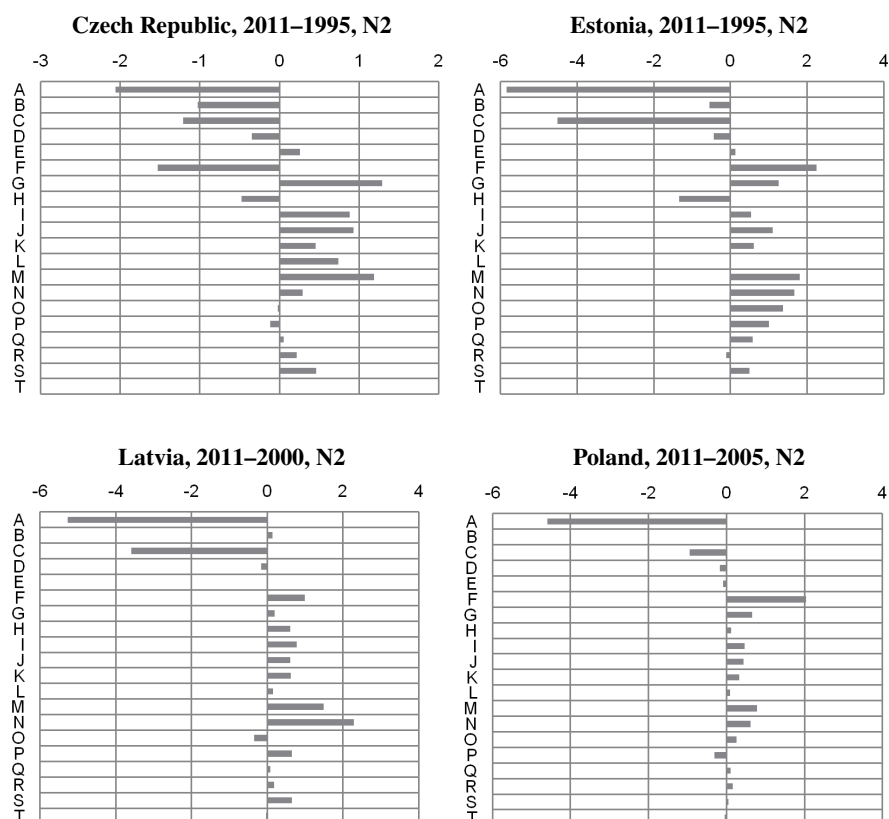 Czech Republic, 2011–1995, N2
-3 -2 -1 0 1 2
A
B
C
D
E
F
G
H
I
J
K
L
M
N
O
P
Q
R
S
T
Estonia, 2011–1995, N2
-6 -4 -2 0 2 4
A
B
C
D
E
F
G
H
I
J
K
L
M
N
O
P
Q
R
S
T
Latvia, 2011–2000, N2
-6 -4 -2 0 2 4
A
B
C
D
E
F
G
H
I
J
K
L
M
N
O
P
Q
R
S
T
Poland, 2011–2005, N2
-6 -4 -2 0 2 4
A
B
C
D
E
F
G
H
I
J
K
L
M
N
O
P
Q
R
S
T